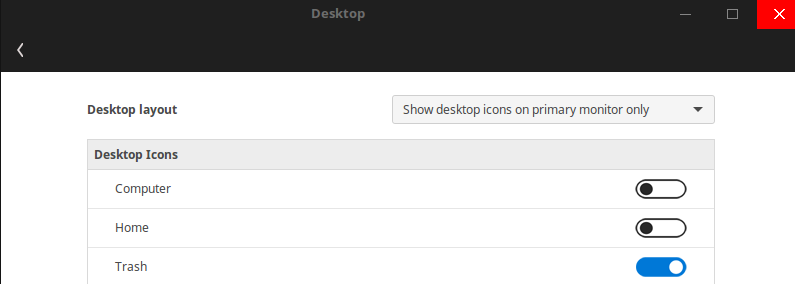 Desktop
Desktop layout
Show desktop icons on primary monitor only
Desktop Icons
Computer
Home
Trash